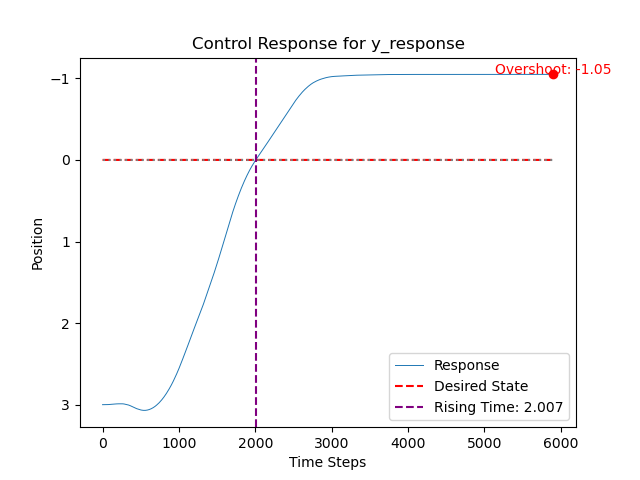 Control Response for y_response
Overshoot: -1.05
−1
0
1
2
3
Position
Response
Desired State
Rising Time: 2.007
0
1000
2000
3000
4000
5000
6000
Time Steps